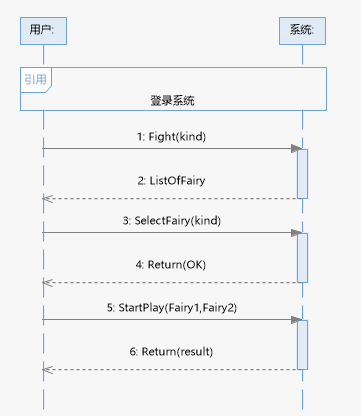 用户:
系统:
引用
登录系统
1: Fight(kind)
2: ListOfFairy
3: SelectFairy(kind)
4: Return(OK)
5: StartPlay(Fairy1,Fairy2)
6: Return(result)